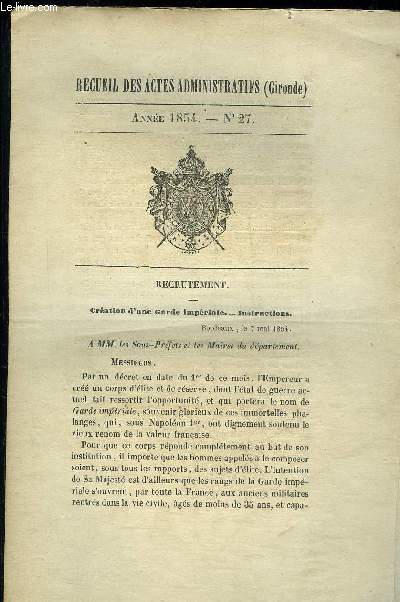 RECUEIL DES ACTES ADMINISTRATIFS (Gironde)
ANNÉE 1854. — N° 27.
RECRUTEMENT.
Création d'une Garde Impériale. — Instructions.
Bordeaux, le 7 mai 1854.
A MM. les Sous-Préfets et les Maires du département.
MESSIEURS,
Par un décret en date du 1er de ce mois, l'Empereur a
créé un corps d'élite et de réserve, dont l'état de guerre ac-
tuel fait ressortir l'opportunité, et qui portera le nom de
Garde impériale, souvenir glorieux de ces immortelles pha-
langes, qui, sous Napoléon 1er, ont dignement soutenu le
vieux renom de la valeur française.
Pour que ce corps réponde complétement au but de son
institution, il importe que les hommes appelés à le composer
soient, sous tous les rapports, des sujets d'élite. L'intention
de Sa Majesté est d'ailleurs que les rangs de la Garde impé-
riale s'ouvrent, par toute la France, aux anciens militaires
rentrés dans la vie civile, âgés de moins de 35 ans, et capa-